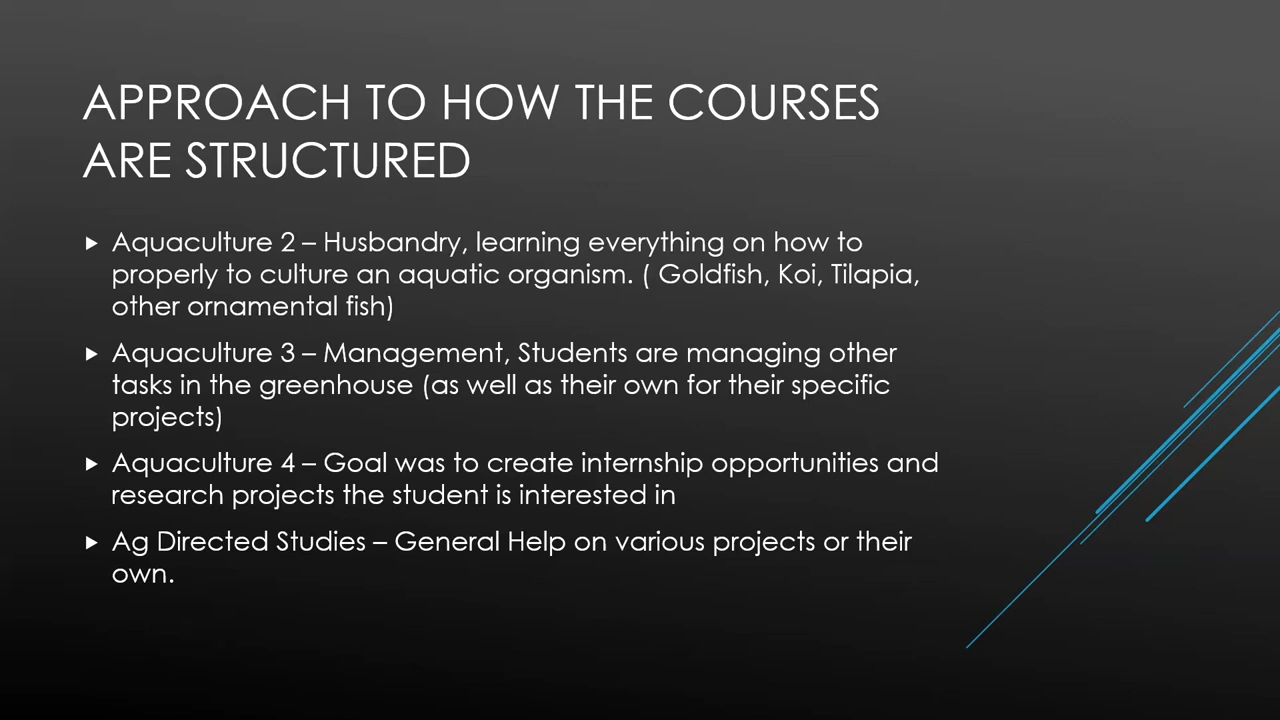 APPROACH TO HOW THE COURSES
ARE STRUCTURED
Aquaculture 2 – Husbandry, learning everything on how to
properly to culture an aquatic organism. ( Goldfish, Koi, Tilapia,
other ornamental fish)
Aquaculture 3 – Management, Students are managing other
tasks in the greenhouse (as well as their own for their specific
projects)
Aquaculture 4 – Goal was to create internship opportunities and
research projects the student is interested in
Ag Directed Studies – General Help on various projects or their
own.